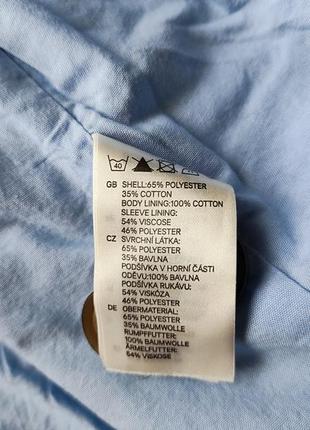 40
GB SHELL:65% POLYESTER
35% COTTON
BODY LINING:100% COTTON
SLEEVE LINING:
54% VISCOSE
46% POLYESTER
CZ SVRCHNÍ LÁTKA:
65% POLYESTER
35% BAVLNA
PODŠÍVKA V HORNÍ ČÁSTI
ODĚVU:100% BAVLNA
PODŠÍVKA RUKÁVU:
54% VISKÓZA
46% POLYESTER
DE OBERMATERIAL:
65% POLYESTER
35% BAUMWOLLE
RUMPFFUTTER:
100% BAUMWOLLE
ÄRMELFUTTER:
54% VISKOSE